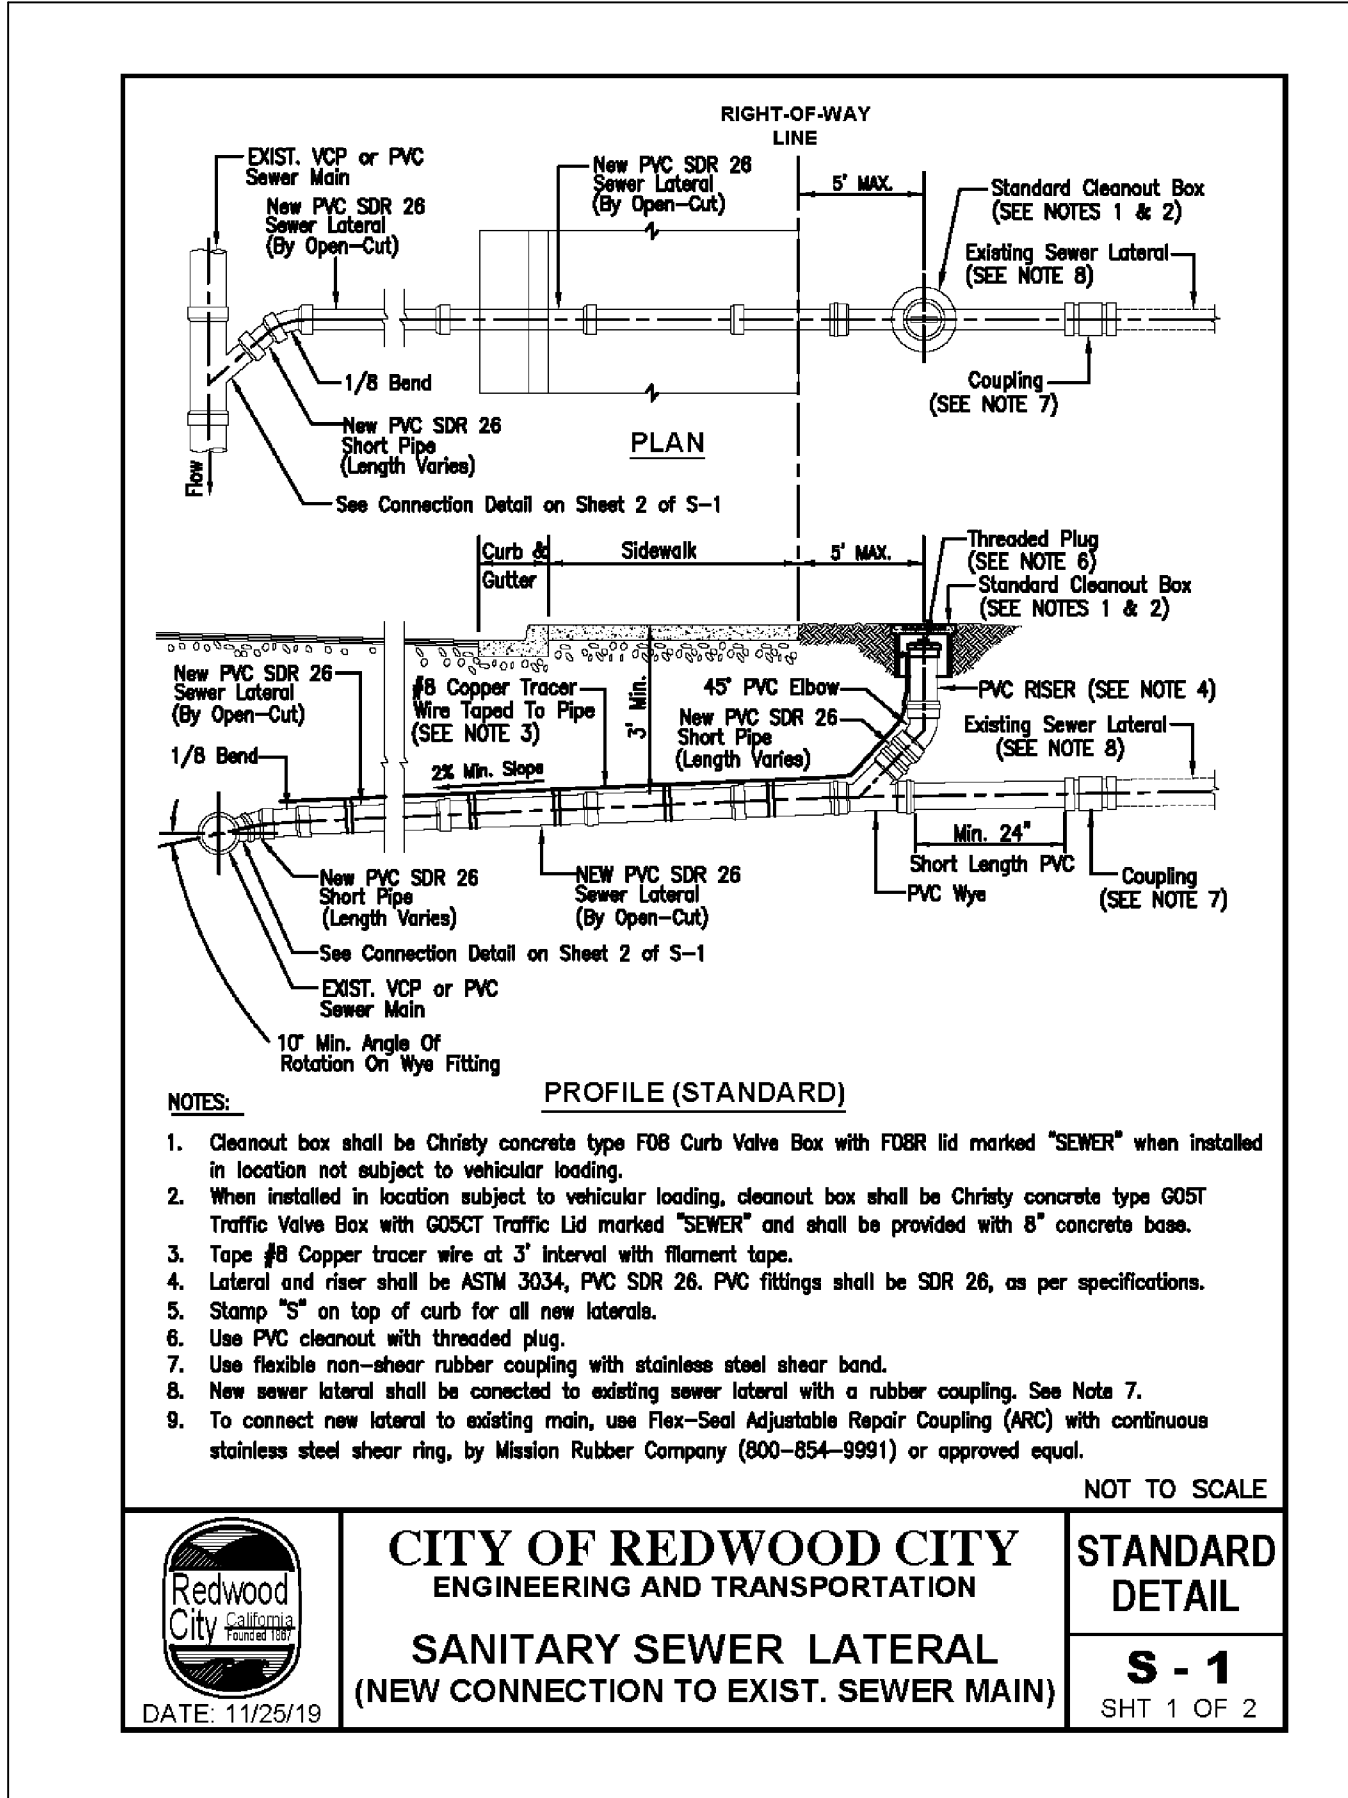 RIGHT-OF-WAY
LINE
EXIST. VCP or PVC
Sewer Main
New PVC SDR 26
Sewer Lateral
(By Open-Cut)
New PVC SDR 26
Sewer Lateral
(By Open-Cut)
5' MAX.
Standard Cleanout Box
(SEE NOTES 1 & 2)
Existing Sewer Lateral
(SEE NOTE 8)
1/8 Bend
Coupling
(SEE NOTE 7)
New PVC SDR 26
Short Pipe
(Length Varies)
PLAN
Flow
See Connection Detail on Sheet 2 of S-1
Curb &
Gutter
Sidewalk
5' MAX.
Threaded Plug
(SEE NOTE 6)
Standard Cleanout Box
(SEE NOTES 1 & 2)
New PVC SDR 26
Sewer Lateral
(By Open-Cut)
#8 Copper Tracer
Wire Taped To Pipe
(SEE NOTE 3)
3' Min.
45° PVC Elbow
New PVC SDR 26
Short Pipe
(Length Varies)
PVC RISER (SEE NOTE 4)
Existing Sewer Lateral
(SEE NOTE 8)
1/8 Bend
2% Min. Slope
Min. 24"
Short Length PVC
PVC Wye
Coupling
(SEE NOTE 7)
New PVC SDR 26
Short Pipe
(Length Varies)
NEW PVC SDR 26
Sewer Lateral
(By Open-Cut)
See Connection Detail on Sheet 2 of S-1
EXIST. VCP or PVC
Sewer Main
10° Min. Angle Of
Rotation On Wye Fitting
PROFILE (STANDARD)
NOTES:
1. Cleanout box shall be Christy concrete type F08 Curb Valve Box with F08R lid marked "SEWER" when installed
in location not subject to vehicular loading.
2. When installed in location subject to vehicular loading, cleanout box shall be Christy concrete type G05T
Traffic Valve Box with G05CT Traffic Lid marked "SEWER" and shall be provided with 8" concrete base.
3. Tape #8 Copper tracer wire at 3' interval with filament tape.
4. Lateral and riser shall be ASTM 3034, PVC SDR 26. PVC fittings shall be SDR 26, as per specifications.
5. Stamp "S" on top of curb for all new laterals.
6. Use PVC cleanout with threaded plug.
7. Use flexible non-shear rubber coupling with stainless steel shear band.
8. New sewer lateral shall be conected to existing sewer lateral with a rubber coupling. See Note 7.
9. To connect new lateral to existing main, use Flex-Seal Adjustable Repair Coupling (ARC) with continuous
stainless steel shear ring, by Mission Rubber Company (800-854-9991) or approved equal.
NOT TO SCALE
Redwood
City California
Founded 1867
DATE: 11/25/19
CITY OF REDWOOD CITY
ENGINEERING AND TRANSPORTATION
SANITARY SEWER LATERAL
(NEW CONNECTION TO EXIST. SEWER MAIN)
STANDARD
DETAIL
S - 1
SHT 1 OF 2